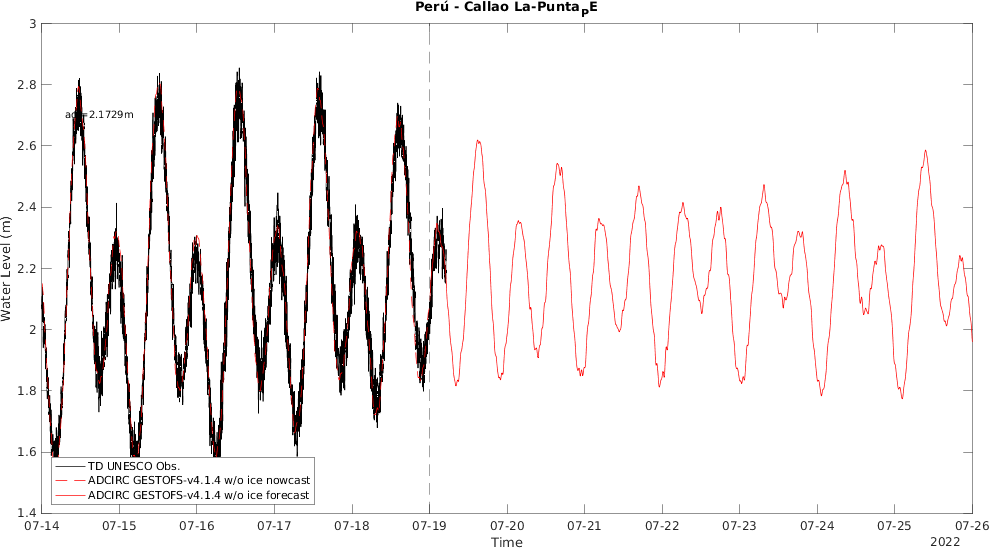 Perú - Callao La-PuntaPE
3
2.8
=2.1729m
2.6
2.4
2.2
2
1.8
1.6
1.4
Water Level (m)
TD UNESCO Obs.
ADCIRC GESTOFS-v4.1.4 w/o ice nowcast
ADCIRC GESTOFS-v4.1.4 w/o ice forecast
07-14 07-15 07-16 07-17 07-18 07-19 07-20 07-21 07-22 07-23 07-24 07-25 07-26
Time
2022